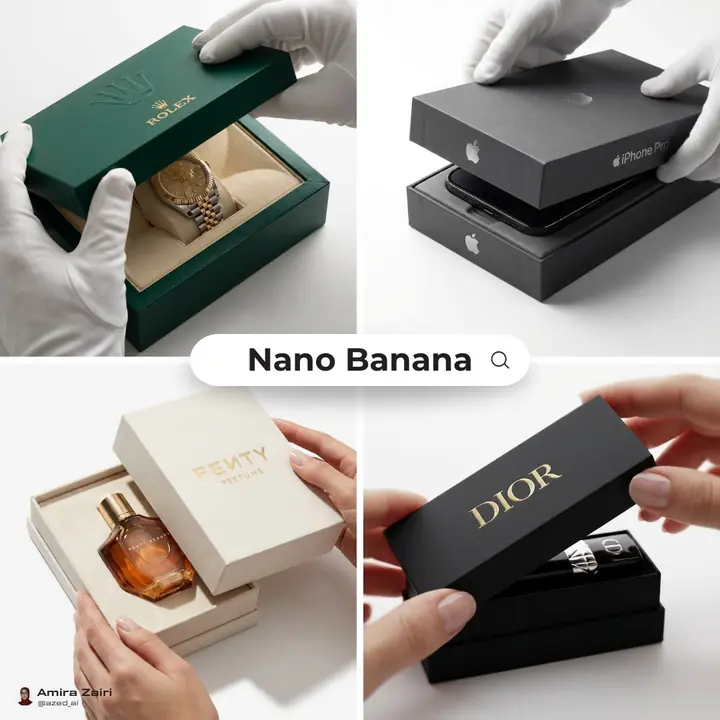 ROLEX
iPhone Pro
Nano Banana
FENTY
PERFUME
DIOR
Amira Zairi
@azed_ai